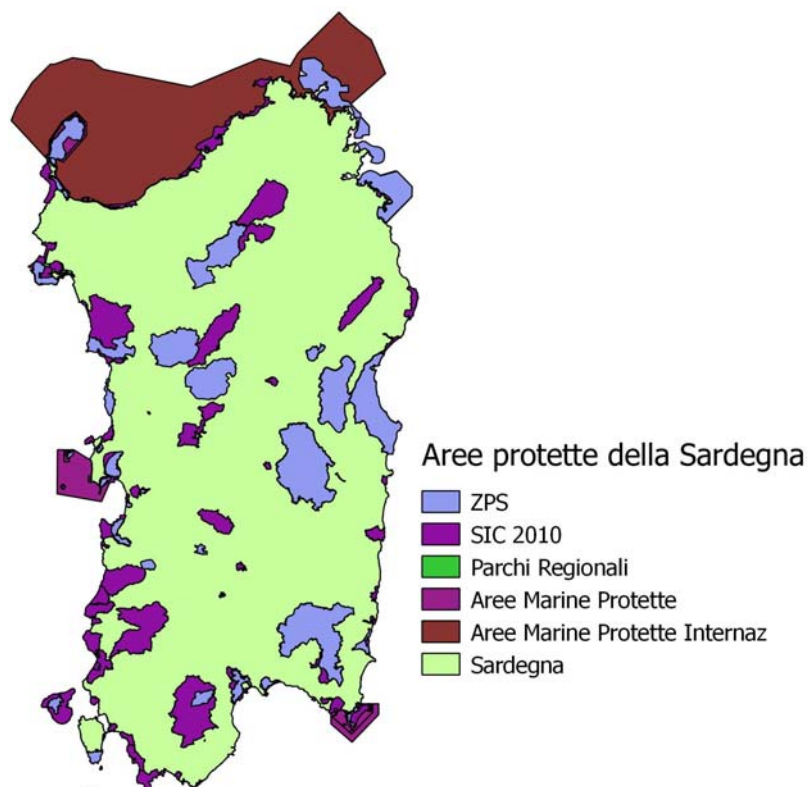 Aree protette della Sardegna
ZPS
SIC 2010
Parchi Regionali
Aree Marine Protette
Aree Marine Protette Internaz
Sardegna